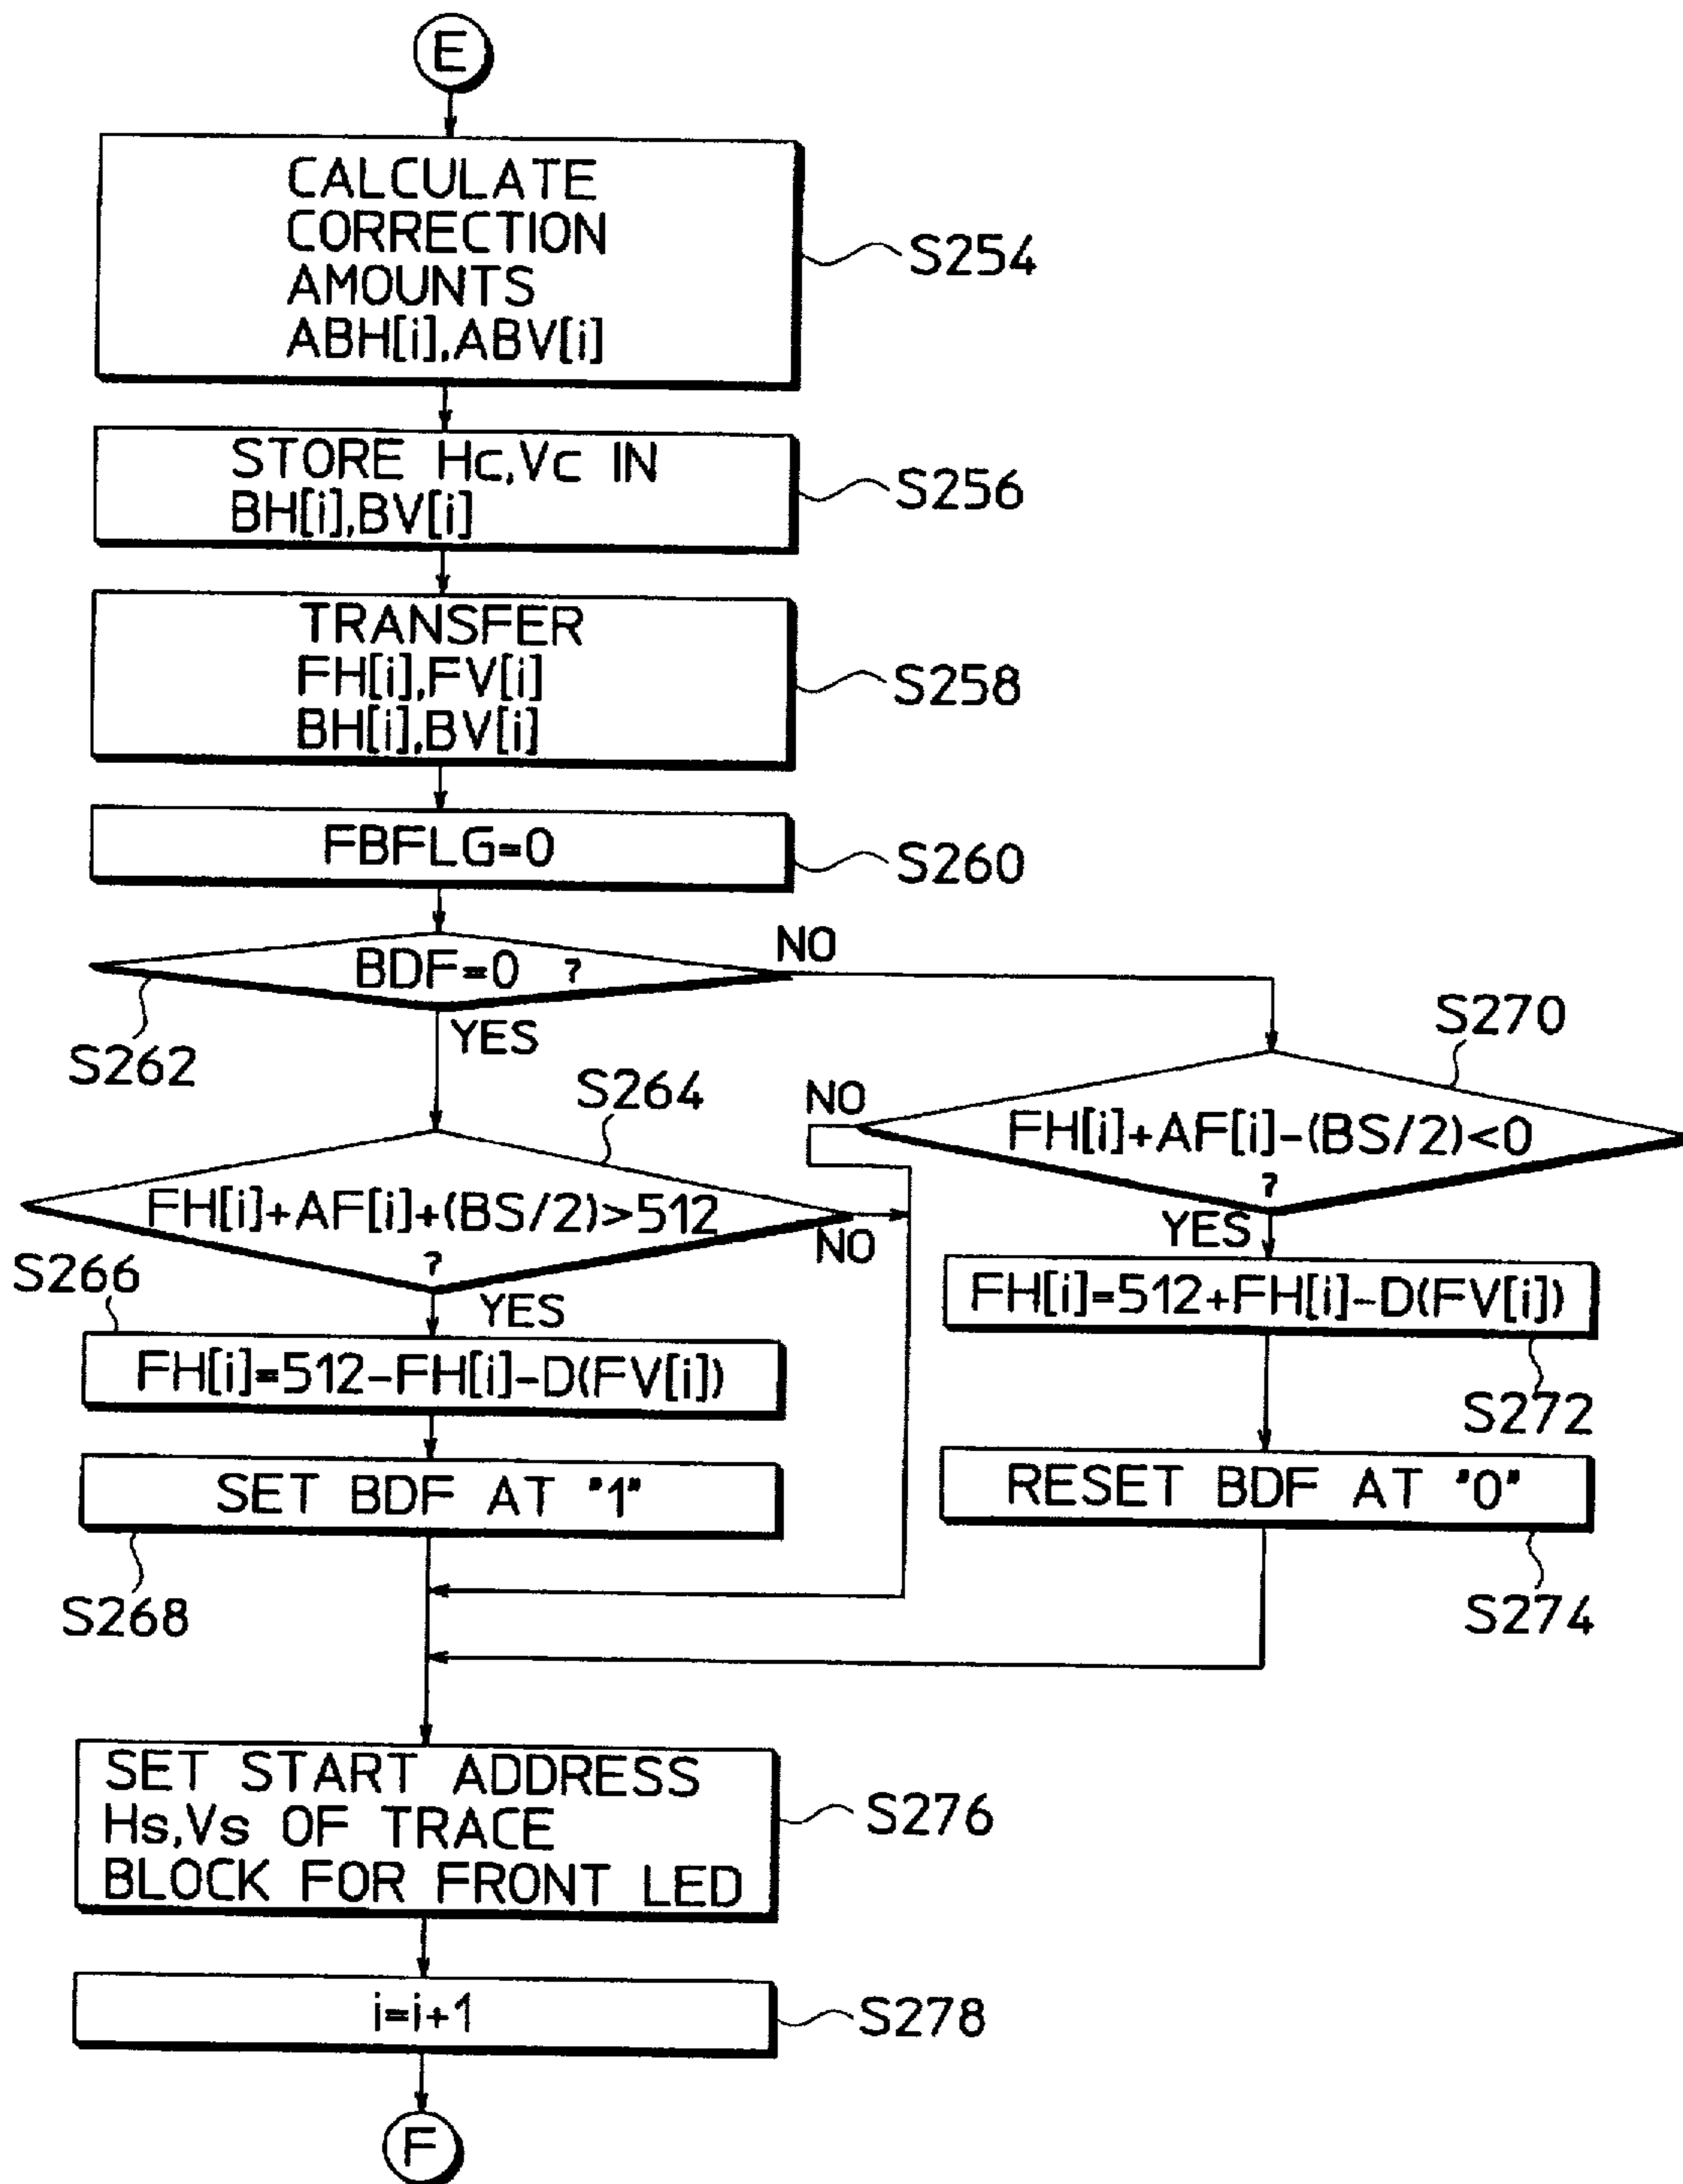 E
CALCULATE
CORRECTION
AMOUNTS
ABH[i],ABV[i]
S254
STORE Hc,Vc IN
BH[i],BV[i]
S256
TRANSFER
FH[i],FV[i]
BH[i],BV[i]
S258
FBFLG=0
S260
BDF=0 ?
NO
YES
S262
S270
S264
NO
FH[i]+AF[i]-(BS/2)<0
?
YES
FH[i]+AF[i]+(BS/2)>512
?
NO
YES
S266
FH[i]=512+FH[i]-D(FV[i])
S272
FH[i]=512-FH[i]-D(FV[i])
SET BDF AT "1"
S268
RESET BDF AT "0"
S274
SET START ADDRESS
Hs,Vs OF TRACE
BLOCK FOR FRONT LED
S276
i=i+1
S278
F